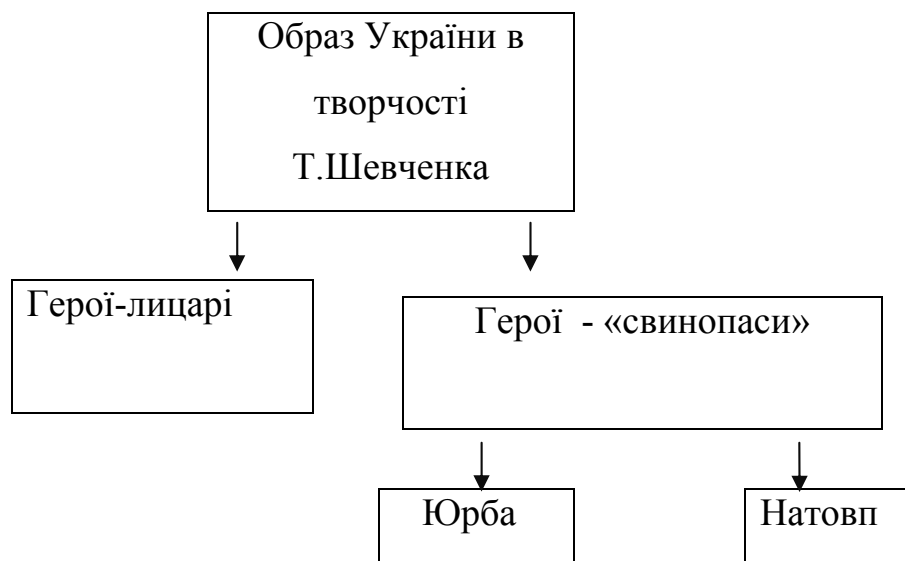 Образ України в
творчості
Т.Шевченка
Герої-лицарі
Герої - «свинопаси»
Юрба
Натовп